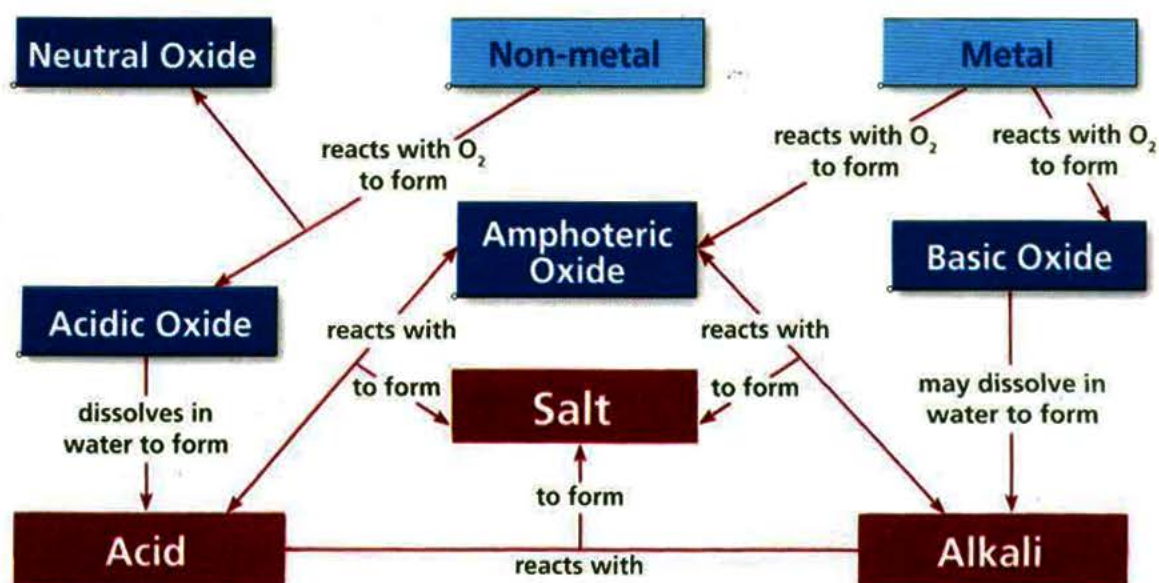 Neutral Oxide
Non-metal
Metal
reacts with O₂
to form
reacts with O₂
to form
reacts with O₂
to form
Amphoteric
Oxide
Basic Oxide
Acidic Oxide
reacts with
reacts with
to form
Salt
to form
dissolves in
water to form
may dissolve in
water to form
to form
Acid
reacts with
Alkali